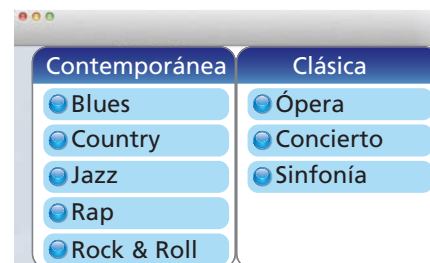 Contemporánea
Blues
Country
Jazz
Rap
Rock & Roll
Clásica
Ópera
Concierto
Sinfonía